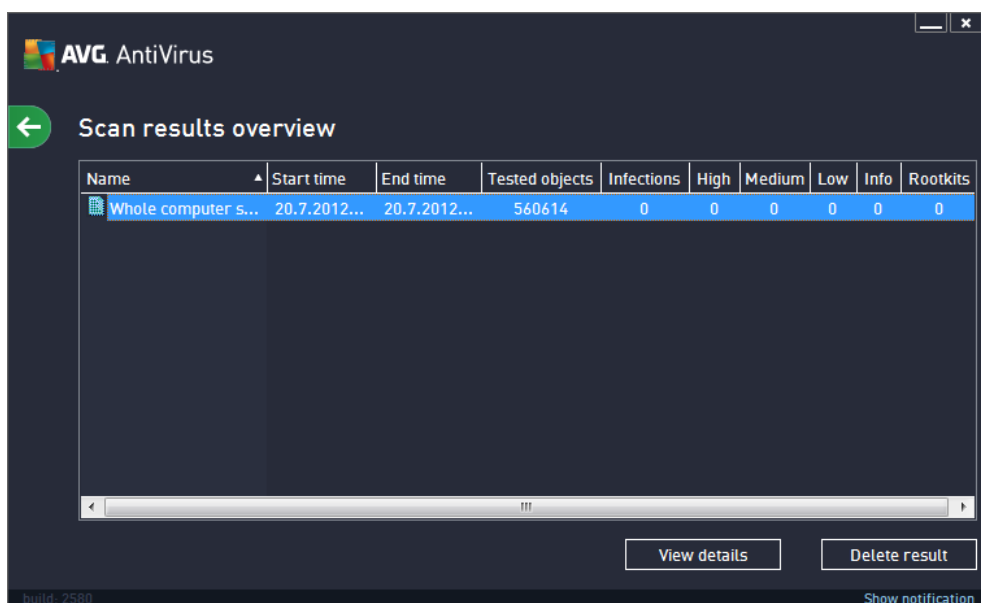 AVG. AntiVirus
Scan results overview
Name Start time End time Tested objects Infections High Medium Low Info Rootkits
Whole computer s... 20.7.2012... 20.7.2012... 560614 0 0 0 0 0 0
View details Delete result
build: 2580 Show notification